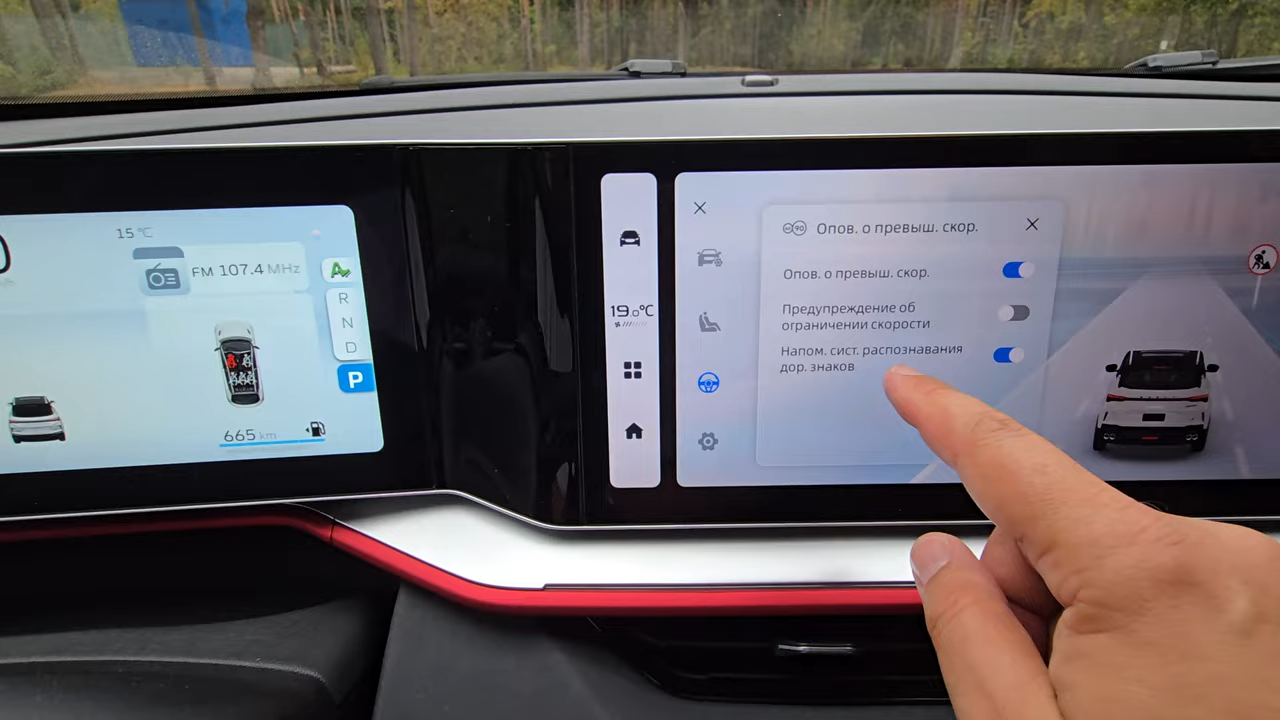 0
15 °C
FM 107.4 MHz
A
R
N
D
P
665 km
19.0°C
Опов. о превыш. скор.
Опов. о превыш. скор.
Предупреждение об
ограничении скорости
Напом. сист. распознавания
дор. знаков